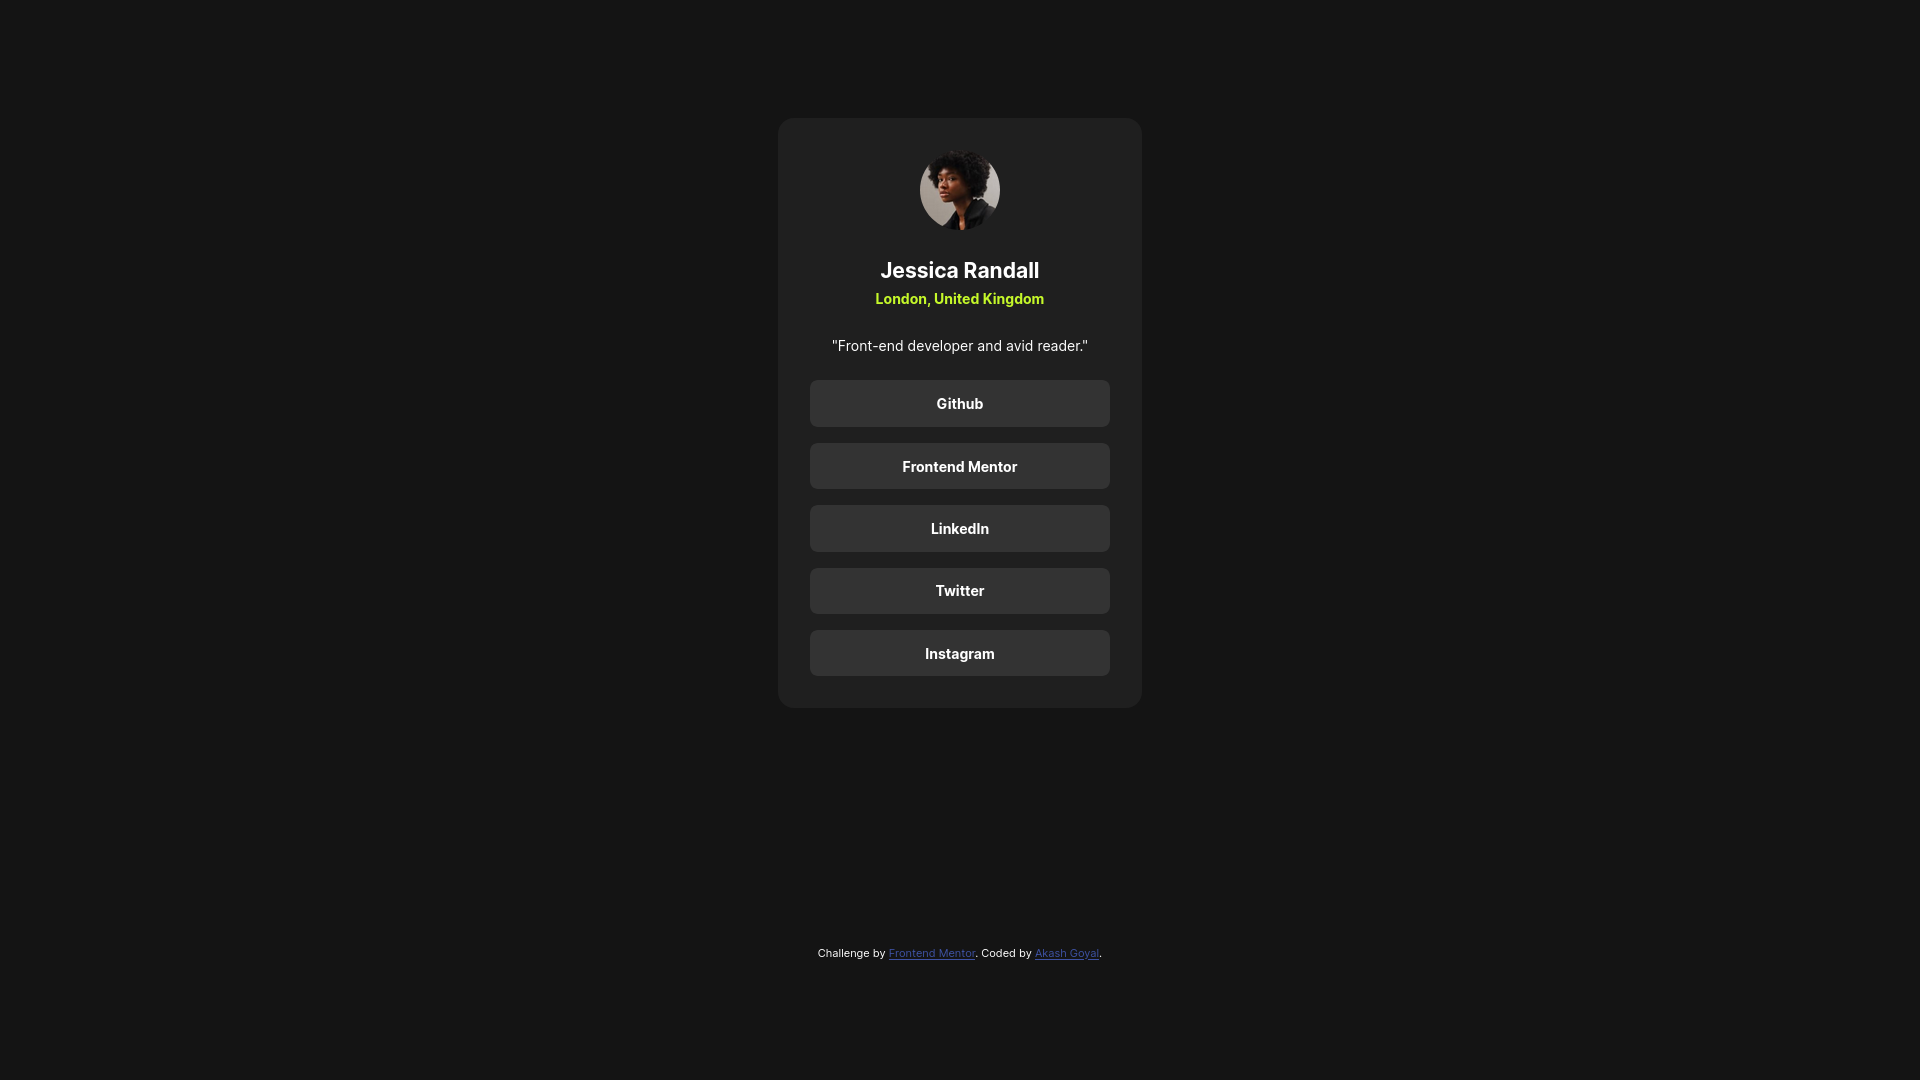 Jessica Randall
London, United Kingdom
"Front-end developer and avid reader."
Github
Frontend Mentor
LinkedIn
Twitter
Instagram
Challenge by Frontend Mentor. Coded by Akash Goyal.